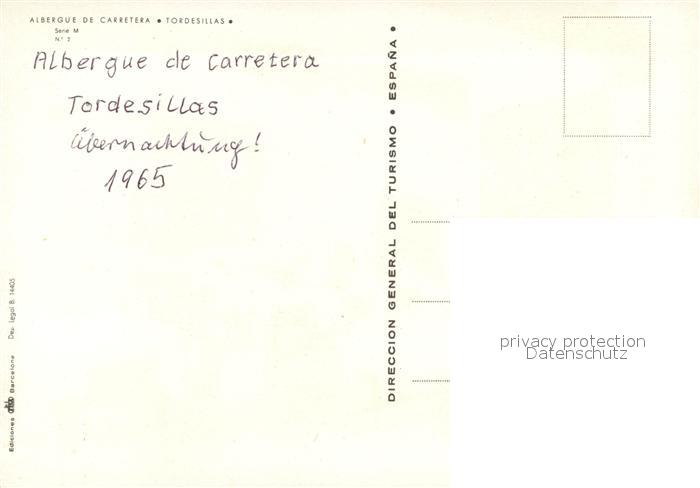 ALBERGUE DE CARRETERA • TORDESILLAS •
Serie M
N.º 2
Albergue de Carretera
Tordesillas
Übernachtung!
1965
DIRECCION GENERAL DEL TURISMO • ESPAÑA •
Ediciones Barcelona Dep. Legal B. 14405
privacy protection
Datenschutz